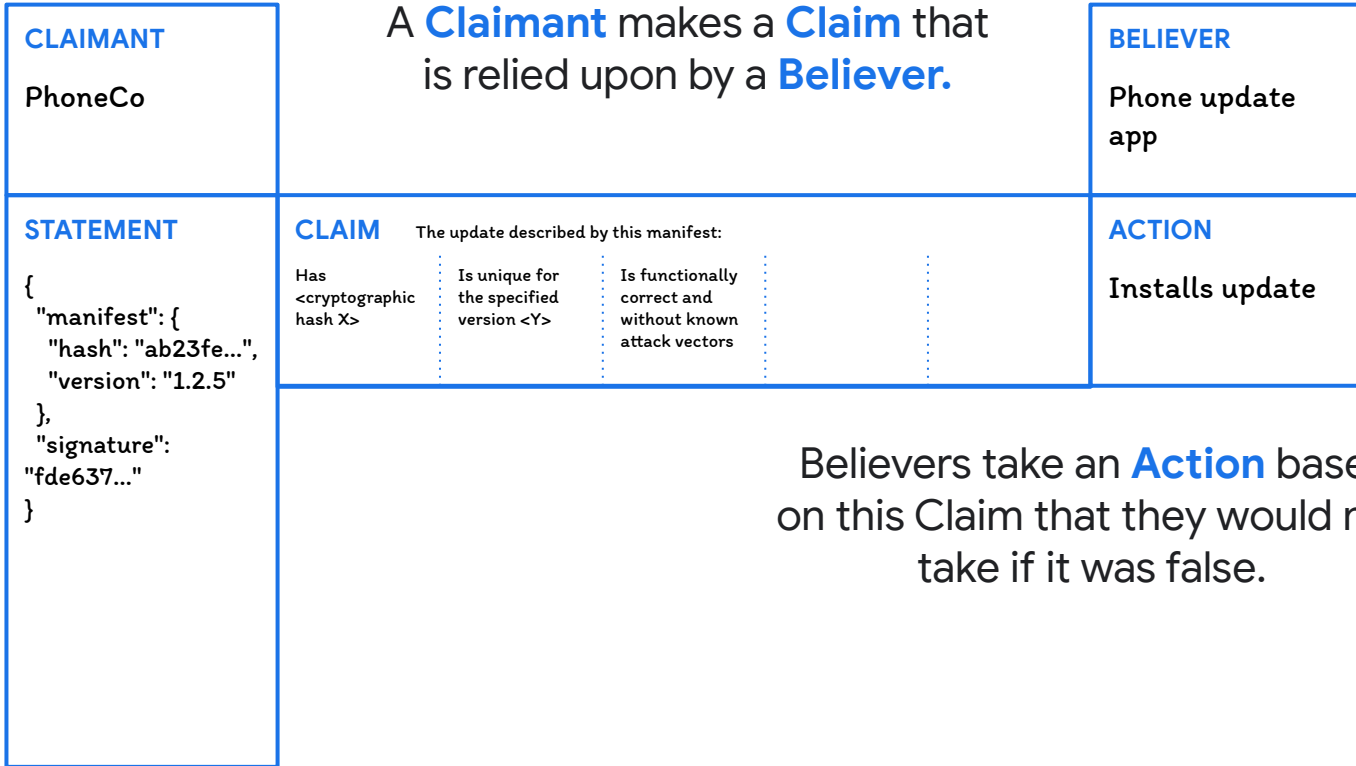 CLAIMANT
PhoneCo
A Claimant makes a Claim that
is relied upon by a Believer.
BELIEVER
Phone update
app
STATEMENT
{
"manifest": {
"hash": "ab23fe...",
"version": "1.2.5"
},
"signature":
"fde637..."
}
CLAIM
The update described by this manifest:
Has
<cryptographic
hash X>
Is unique for
the specified
version <Y>
Is functionally
correct and
without known
attack vectors
ACTION
Installs update
Believers take an Action
on this Claim that they would
take if it was false.